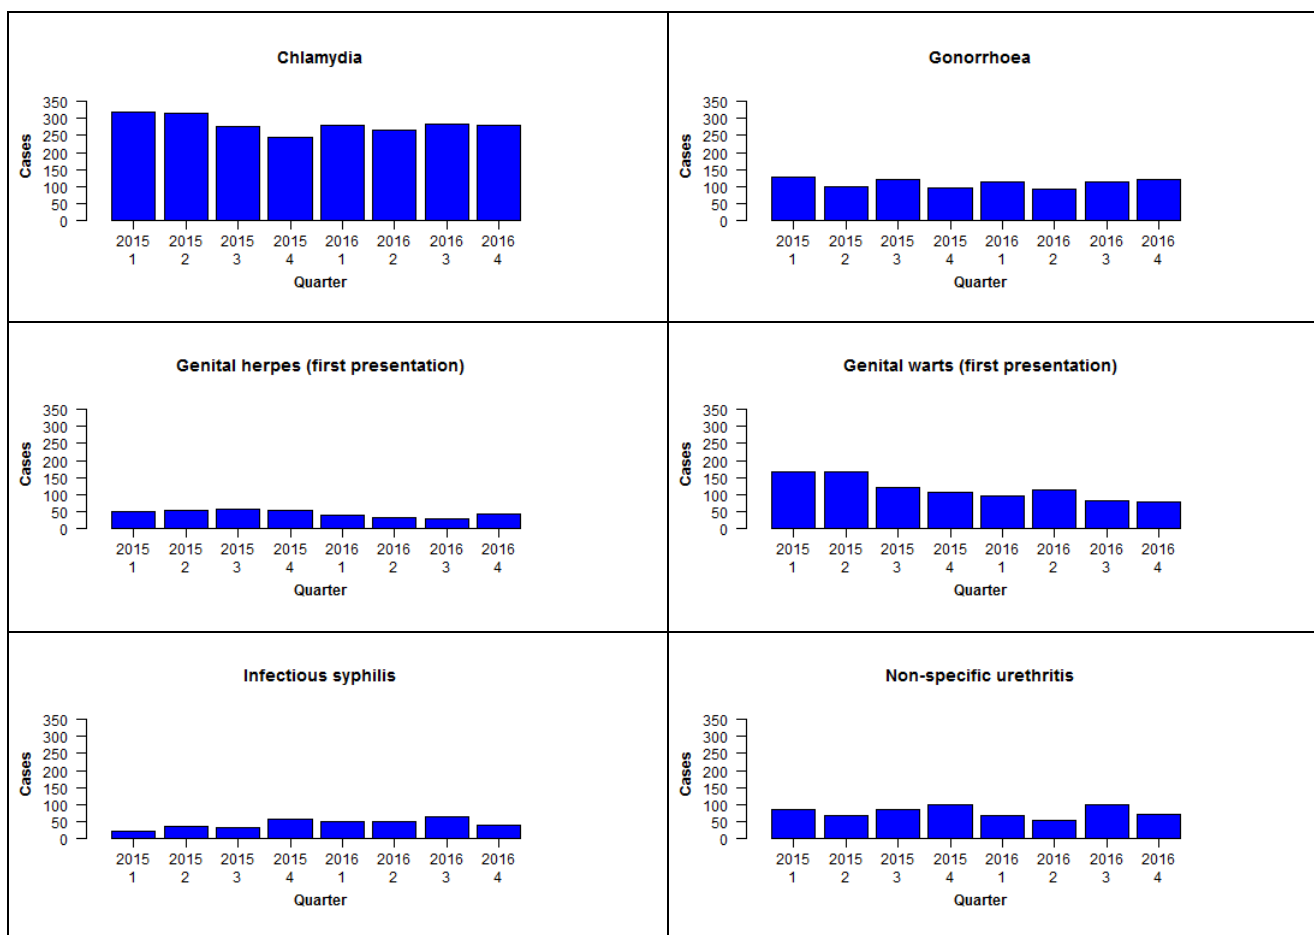 Chlamydia
350
300
250
200
150
100
50
0
Cases
2015 2015 2015 2015 2016 2016 2016 2016
1 2 3 4 1 2 3 4
Quarter
Gonorrhoea
350
300
250
200
150
100
50
0
Cases
2015 2015 2015 2015 2016 2016 2016 2016
1 2 3 4 1 2 3 4
Quarter
Genital herpes (first presentation)
350
300
250
200
150
100
50
0
Cases
2015 2015 2015 2015 2016 2016 2016 2016
1 2 3 4 1 2 3 4
Quarter
Genital warts (first presentation)
350
300
250
200
150
100
50
0
Cases
2015 2015 2015 2015 2016 2016 2016 2016
1 2 3 4 1 2 3 4
Quarter
Infectious syphilis
350
300
250
200
150
100
50
0
Cases
2015 2015 2015 2015 2016 2016 2016 2016
1 2 3 4 1 2 3 4
Quarter
Non-specific urethritis
350
300
250
200
150
100
50
0
Cases
2015 2015 2015 2015 2016 2016 2016 2016
1 2 3 4 1 2 3 4
Quarter